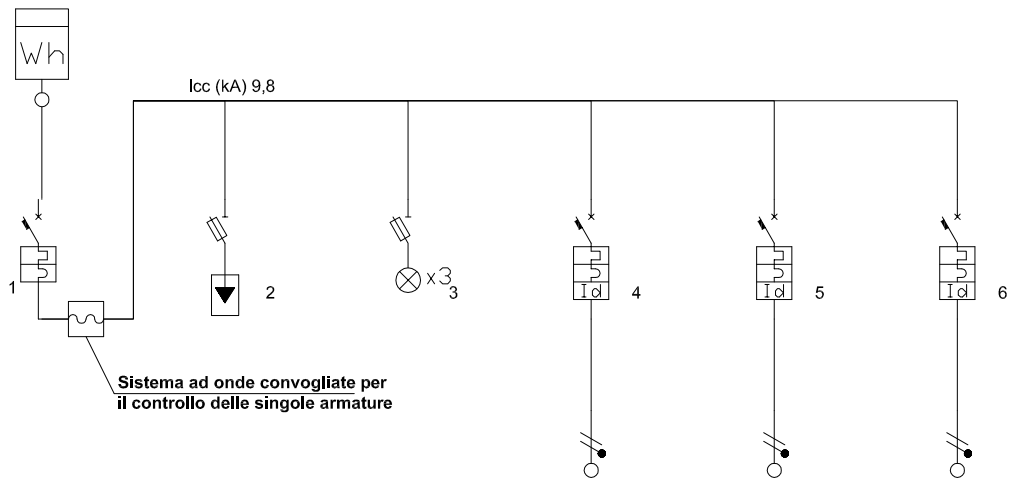 Wh
Icc (kA) 9,8
1
2
x3
3
Id
4
Id
5
Id
6
Sistema ad onde convogliate per
il controllo delle singole armature